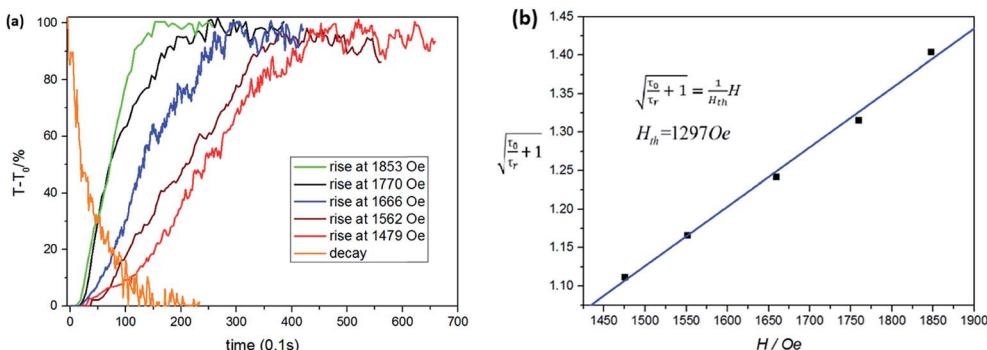 (a)
T-T₀/%
100
80
60
40
20
0
rise at 1853 Oe
rise at 1770 Oe
rise at 1666 Oe
rise at 1562 Oe
rise at 1479 Oe
decay
0 100 200 300 400 500 600 700
time (0.1s)
(b)
√(τ₀/τᵣ+1)
1.45
1.40
1.35
1.30
1.25
1.20
1.15
1.10
√(τ₀/τᵣ + 1) = 1/Hₜₕ H
Hₜₕ=1297Oe
1450 1500 1550 1600 1650 1700 1750 1800 1850 1900
H / Oe